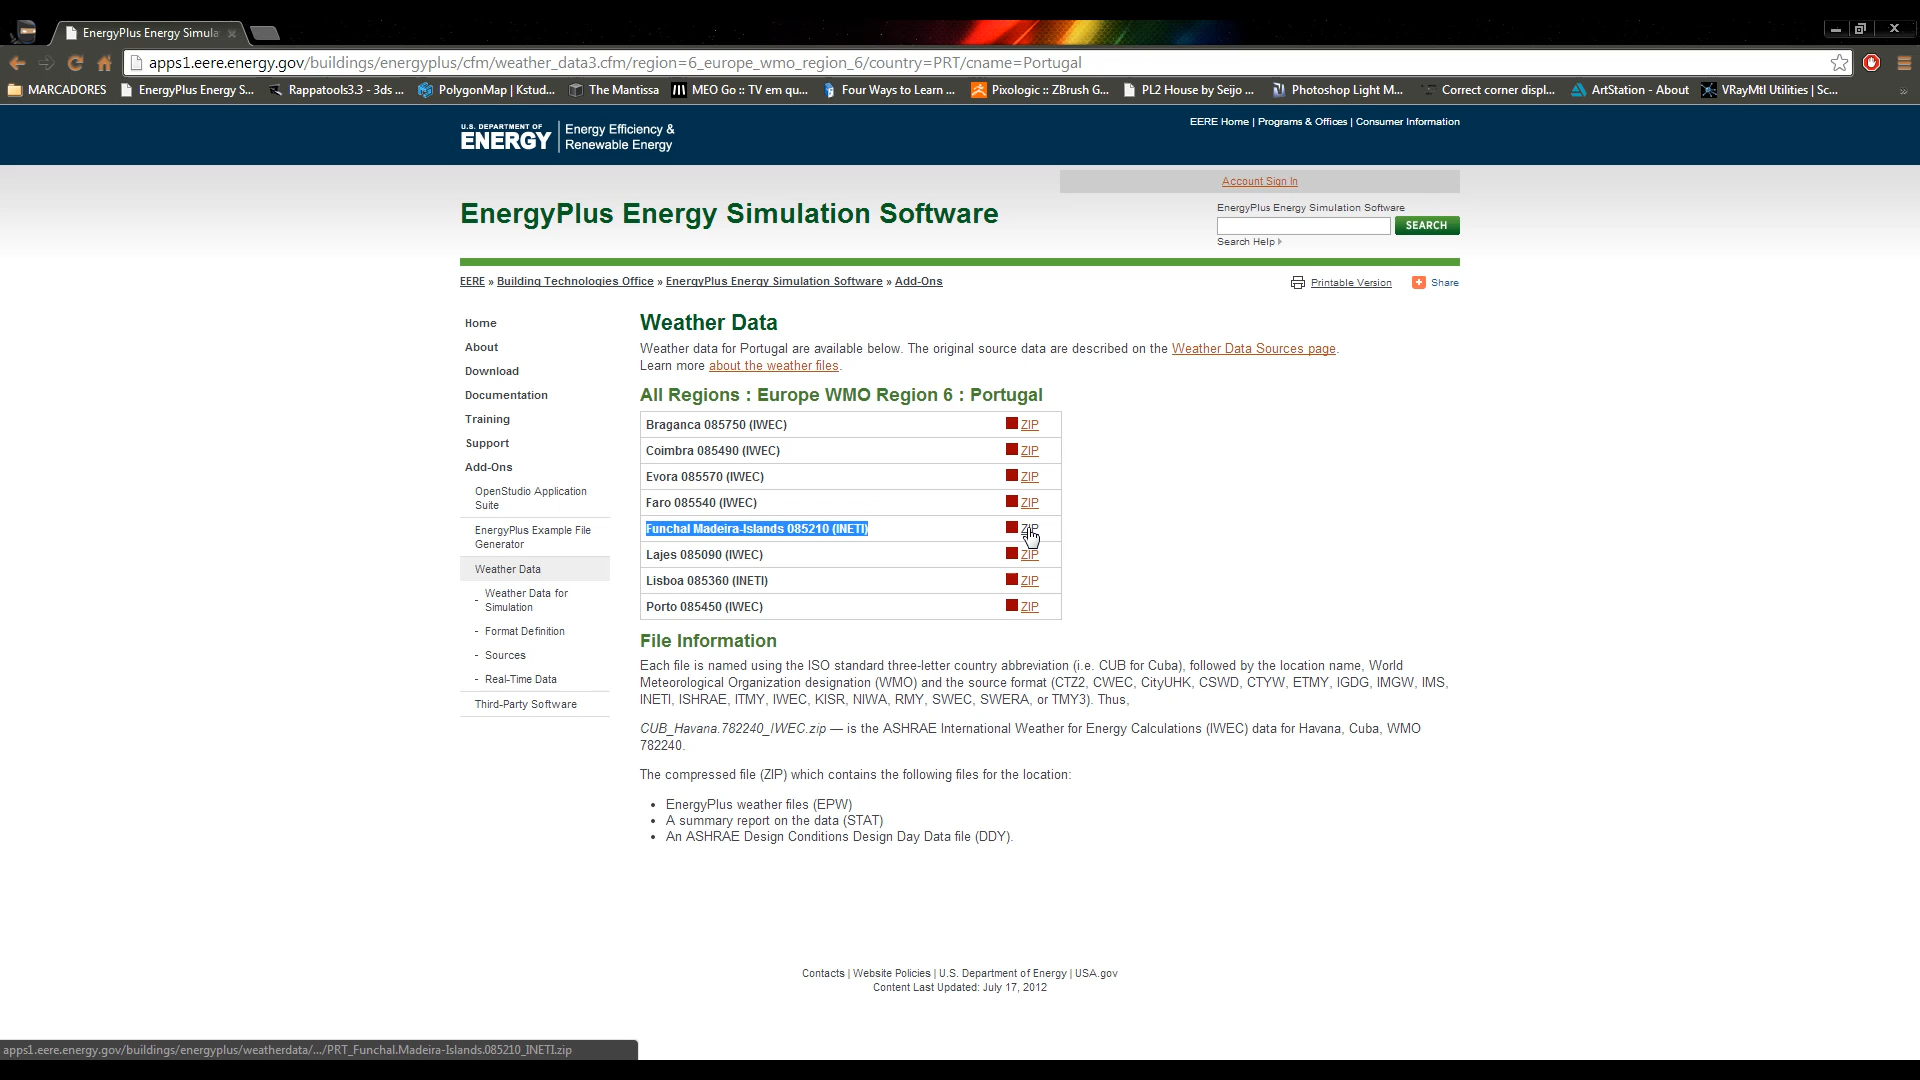 EnergyPlus Energy Simula
apps1.eere.energy.gov/buildings/energyplus/cfm/weather_data3.cfm/region=6_europe_wmo_region_6/country=PRT/cname=Portugal
MARCADORES EnergyPlus Energy S... Rappatools3.3 - 3ds ... PolygonMap | Kstud... The Mantissa MEO Go :: TV em qu... Four Ways to Learn ... Pixologic :: ZBrush G... PL2 House by Seijo ... Photoshop Light M... Correct corner displ... ArtStation - About VRayMtl Utilities | Sc... »
U.S. DEPARTMENT OF
ENERGY
Energy Efficiency &
Renewable Energy
EERE Home | Programs & Offices | Consumer Information
Account Sign In
EnergyPlus Energy Simulation Software
EnergyPlus Energy Simulation Software
SEARCH
Search Help
EERE » Building Technologies Office » EnergyPlus Energy Simulation Software » Add-Ons
Printable Version Share
Home
About
Download
Documentation
Training
Support
Add-Ons
OpenStudio Application
Suite
EnergyPlus Example File
Generator
Weather Data
- Weather Data for
Simulation
- Format Definition
- Sources
- Real-Time Data
Third-Party Software
Weather Data
Weather data for Portugal are available below. The original source data are described on the Weather Data Sources page.
Learn more about the weather files.
All Regions : Europe WMO Region 6 : Portugal
Braganca 085750 (IWEC) ZIP
Coimbra 085490 (IWEC) ZIP
Evora 085570 (IWEC) ZIP
Faro 085540 (IWEC) ZIP
Funchal Madeira-Islands 085210 (INETI) ZIP
Lajes 085090 (IWEC) ZIP
Lisboa 085360 (INETI) ZIP
Porto 085450 (IWEC) ZIP
File Information
Each file is named using the ISO standard three-letter country abbreviation (i.e. CUB for Cuba), followed by the location name, World
Meteorological Organization designation (WMO) and the source format (CTZ2, CWEC, CityUHK, CSWD, CTYW, ETMY, IGDG, IMGW, IMS,
INETI, ISHRAE, ITMY, IWEC, KISR, NIWA, RMY, SWEC, SWERA, or TMY3). Thus,
CUB_Havana.782240_IWEC.zip — is the ASHRAE International Weather for Energy Calculations (IWEC) data for Havana, Cuba, WMO
782240.
The compressed file (ZIP) which contains the following files for the location:
• EnergyPlus weather files (EPW)
• A summary report on the data (STAT)
• An ASHRAE Design Conditions Design Day Data file (DDY).
Contacts | Website Policies | U.S. Department of Energy | USA.gov
Content Last Updated: July 17, 2012
apps1.eere.energy.gov/buildings/energyplus/weatherdata/.../PRT_Funchal.Madeira-Islands.085210_INETI.zip